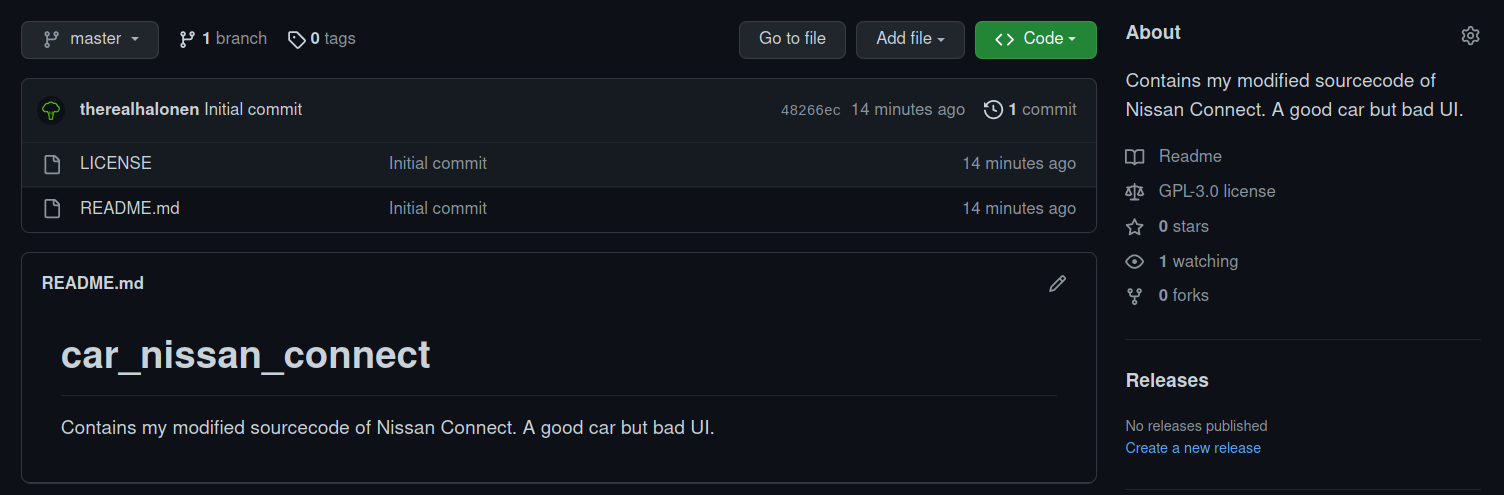 master
1 branch
0 tags
Go to file
Add file
Code
therealhalonen Initial commit
48266ec 14 minutes ago
1 commit
LICENSE
Initial commit
14 minutes ago
README.md
Initial commit
14 minutes ago
README.md
car_nissan_connect
Contains my modified sourcecode of Nissan Connect. A good car but bad UI.
About
Contains my modified sourcecode of
Nissan Connect. A good car but bad UI.
Readme
GPL-3.0 license
0 stars
1 watching
0 forks
Releases
No releases published
Create a new release